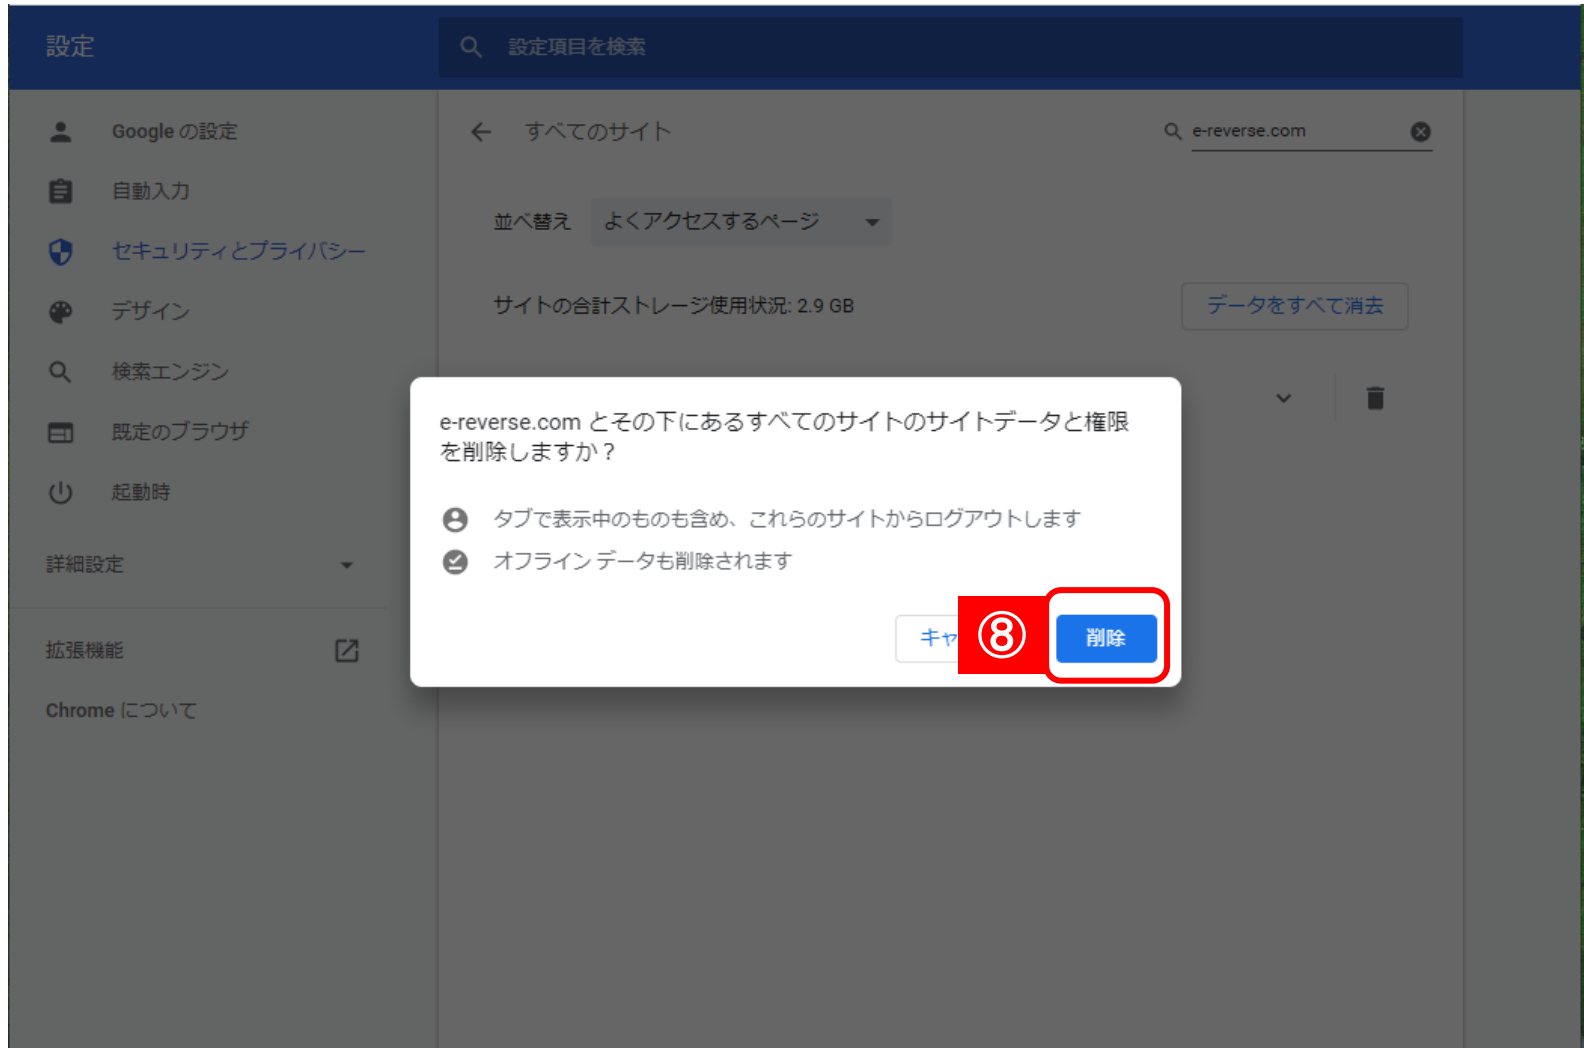 設定
設定項目を検索
Google の設定
自動入力
セキュリティとプライバシー
デザイン
検索エンジン
既定のブラウザ
起動時
詳細設定
拡張機能
Chrome について
すべてのサイト
e-reverse.com
並べ替え よくアクセスするページ
サイトの合計ストレージ使用状況: 2.9 GB
データをすべて消去
e-reverse.com とその下にあるすべてのサイトのサイトデータと権限
を削除しますか?
タブで表示中のものも含め、これらのサイトからログアウトします
オフライン データも削除されます
キャ
⑧
削除